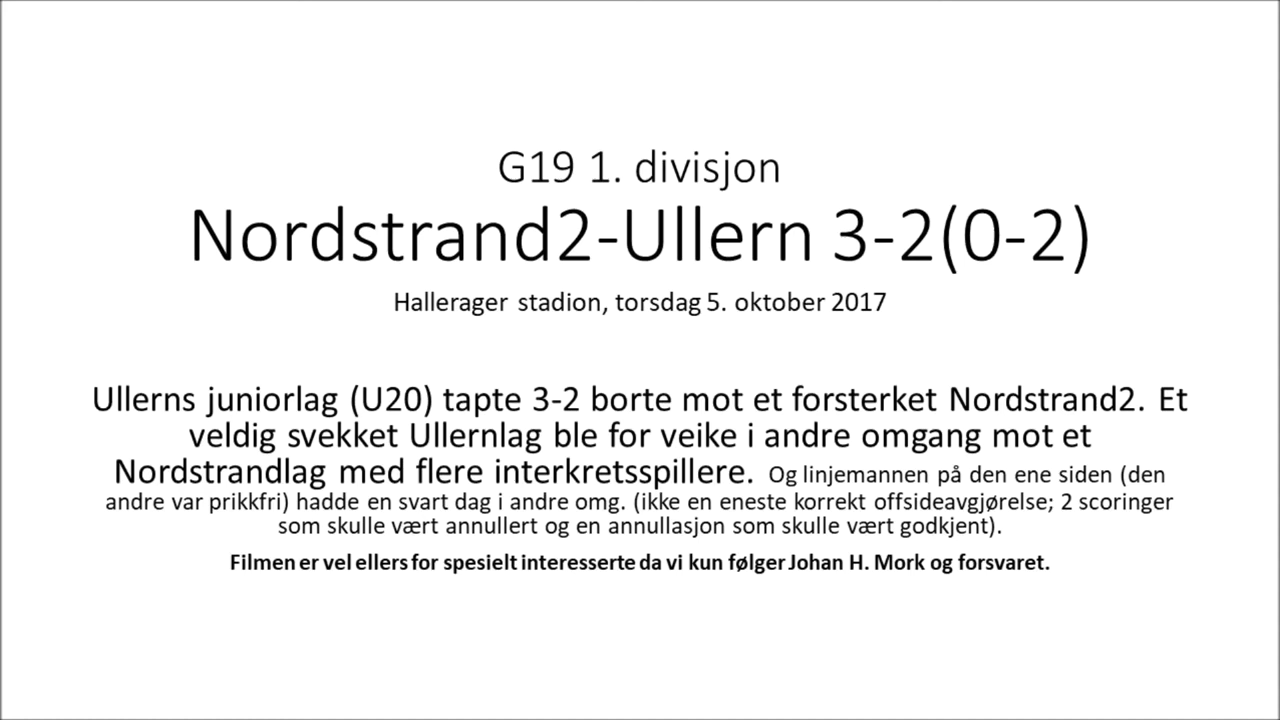 G19 1. divisjon
Nordstrand2-Ullern 3-2(0-2)
Hallerager stadion, torsdag 5. oktober 2017
Ullerns juniorlag (U20) tapte 3-2 borte mot et forsterket Nordstrand2. Et
veldig svekket Ullernlag ble for veike i andre omgang mot et
Nordstrandlag med flere interkretsspillere. Og linjemannen på den ene siden (den
andre var prikkfri) hadde en svart dag i andre omg. (ikke en eneste korrekt offsideavgjørelse; 2 scoringer
som skulle vært annullert og en annullasjon som skulle vært godkjent).
Filmen er vel ellers for spesielt interesserte da vi kun følger Johan H. Mork og forsvaret.